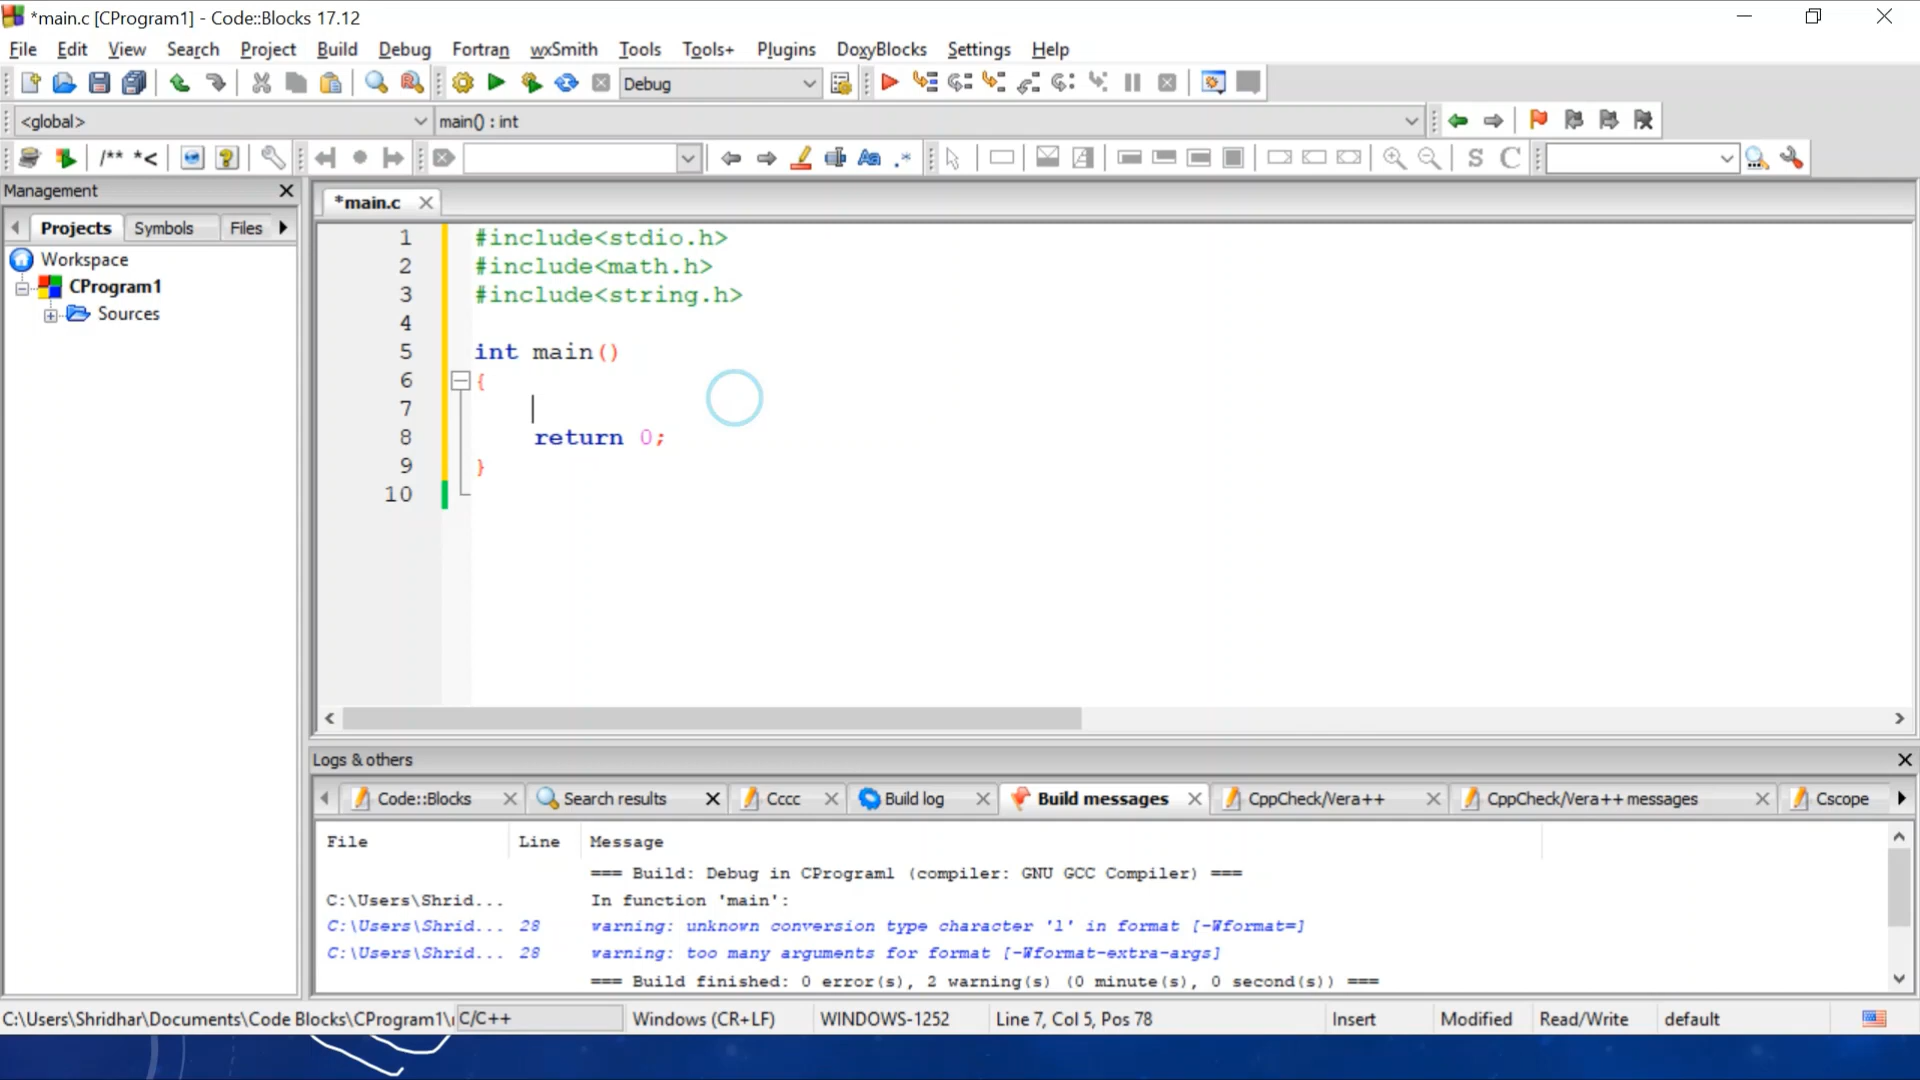 *main.c [CProgram1] - Code::Blocks 17.12
File Edit View Search Project Build Debug Fortran wxSmith Tools Tools+ Plugins DoxyBlocks Settings Help
Debug
<global> main() : int
/** *< Aa .* S C
Management
*main.c
Projects Symbols Files
Workspace
CProgram1
Sources
1 #include<stdio.h>
2 #include<math.h>
3 #include<string.h>
4
5 int main()
6 {
7
8 return 0;
9 }
10
Logs & others
Code::Blocks Search results Cccc Build log Build messages CppCheck/Vera++ CppCheck/Vera++ messages Cscope
File Line Message
=== Build: Debug in CProgram1 (compiler: GNU GCC Compiler) ===
C:\Users\Shrid... In function 'main':
C:\Users\Shrid... 28 warning: unknown conversion type character 'l' in format [-Wformat=]
C:\Users\Shrid... 28 warning: too many arguments for format [-Wformat-extra-args]
=== Build finished: 0 error(s), 2 warning(s) (0 minute(s), 0 second(s)) ===
C:\Users\Shridhar\Documents\Code Blocks\CProgram1\ C/C++ Windows (CR+LF) WINDOWS-1252 Line 7, Col 5, Pos 78 Insert Modified Read/Write default